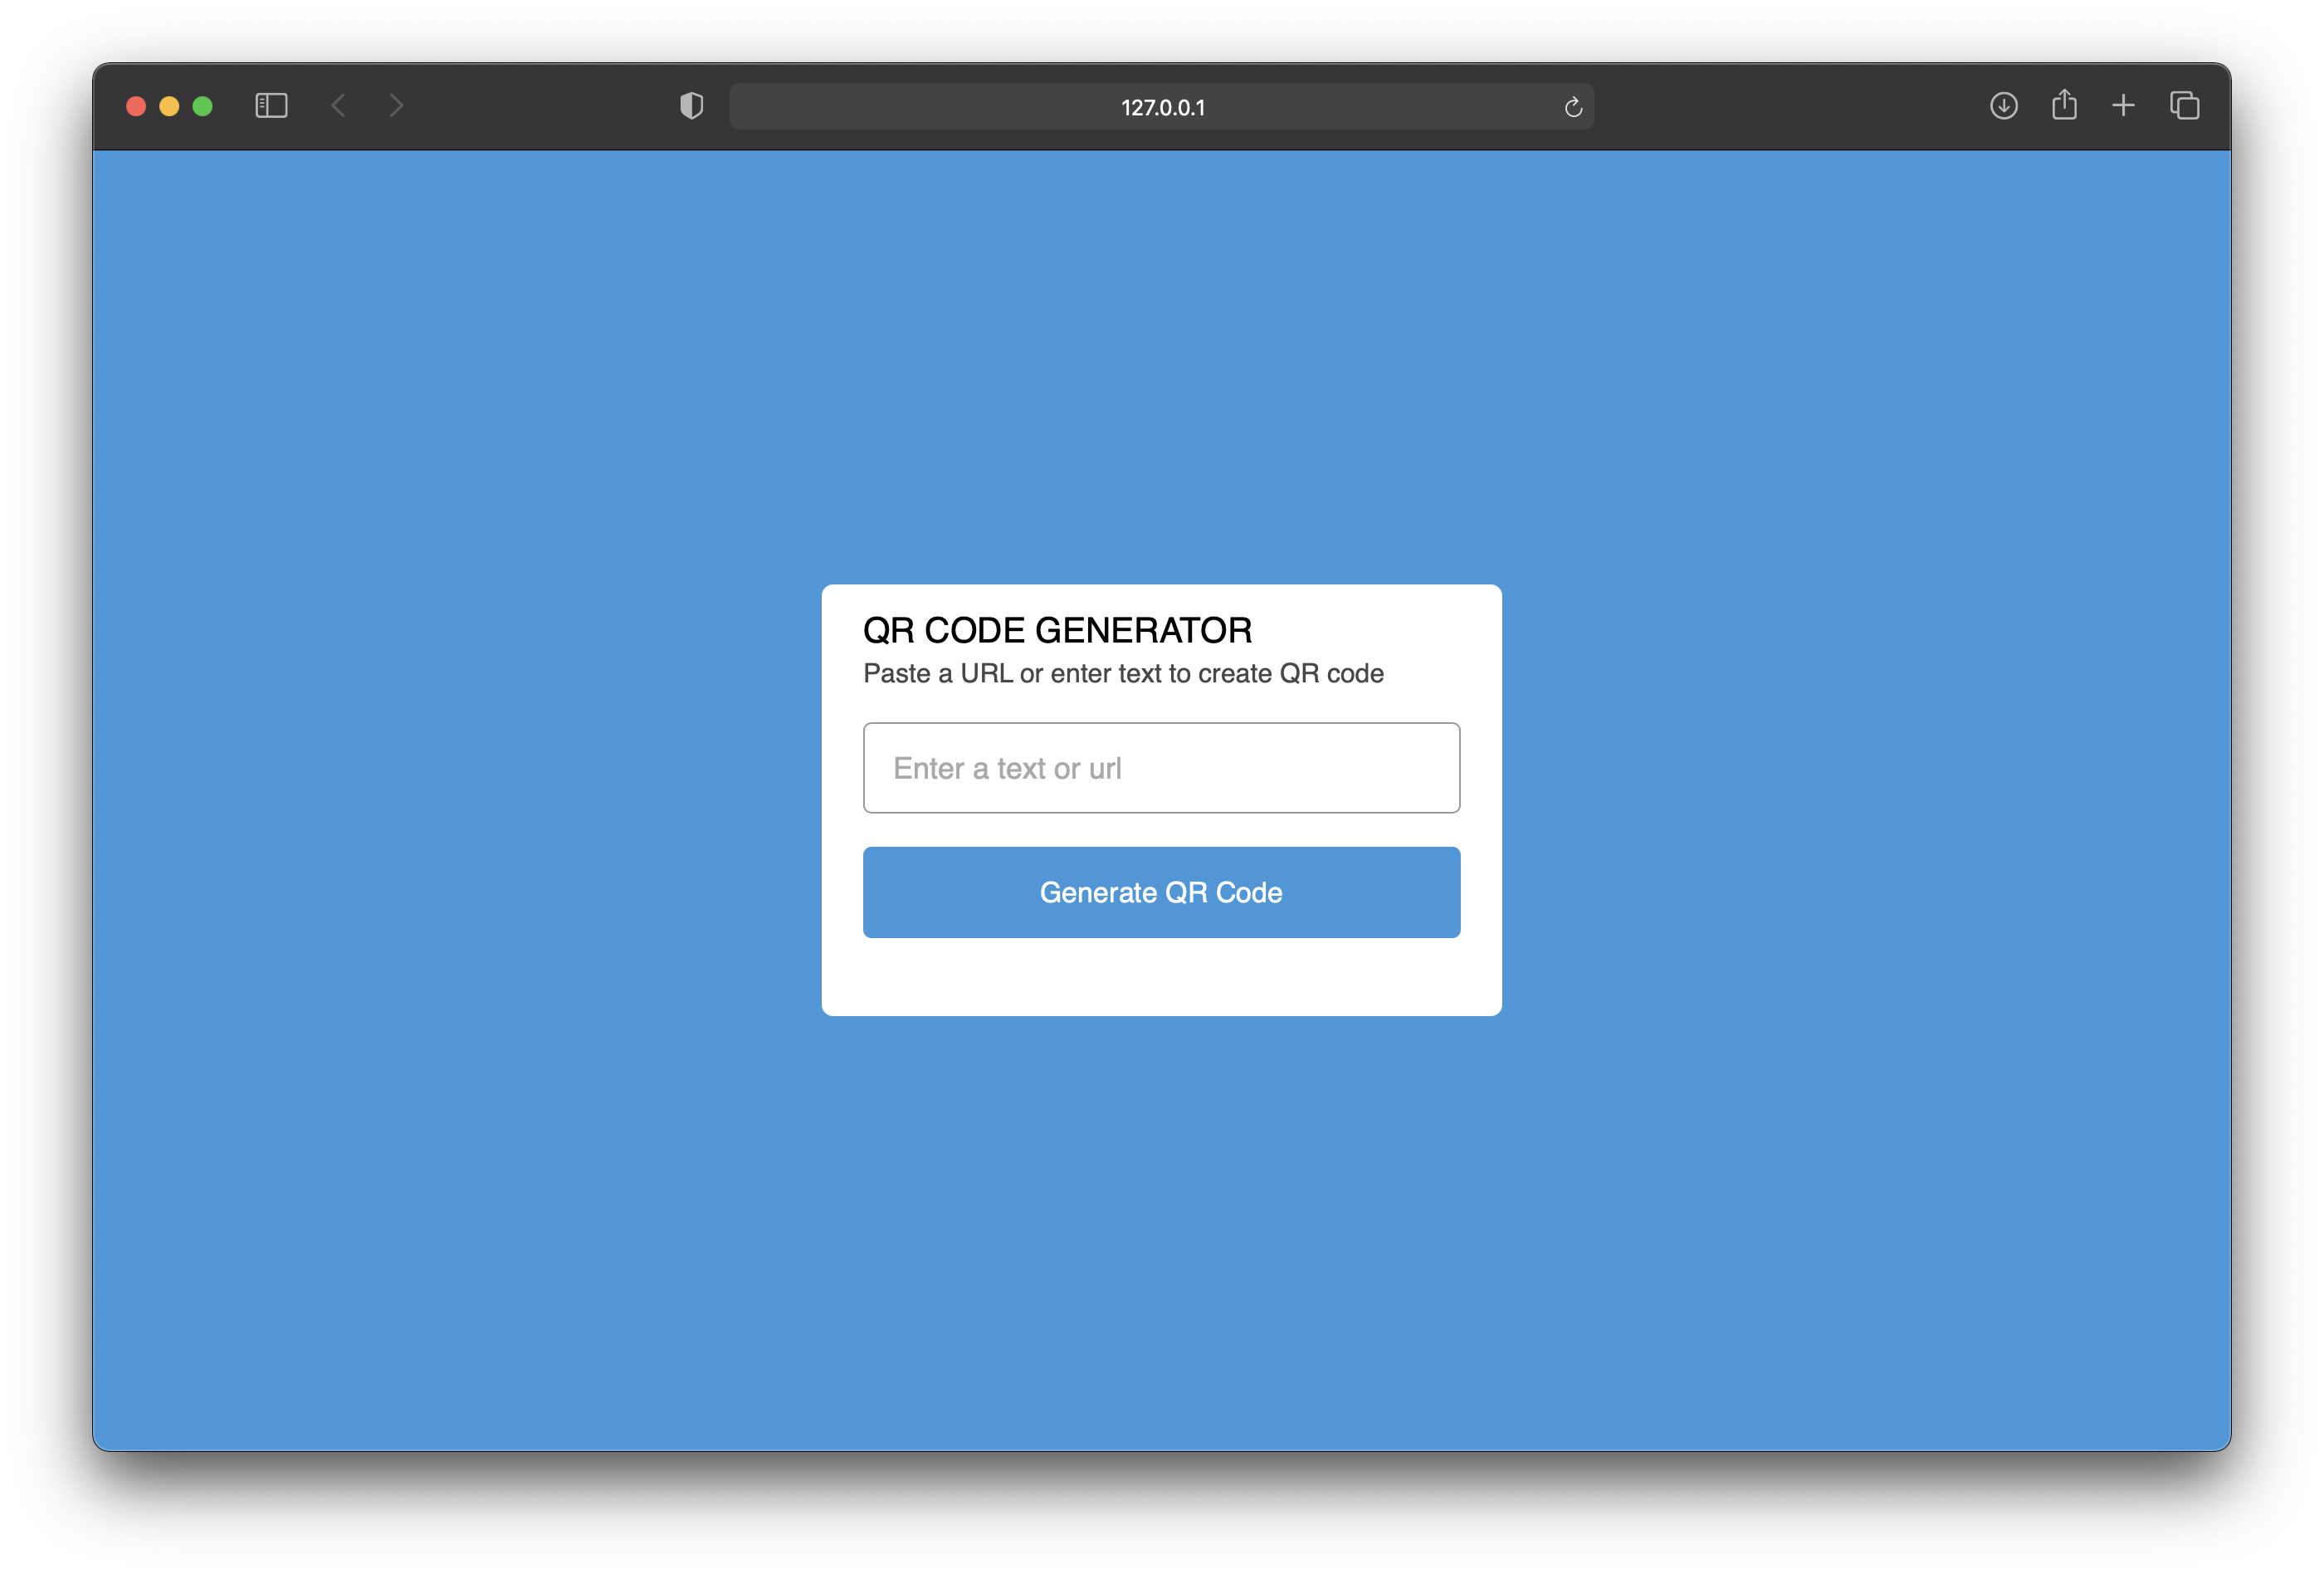 127.0.0.1
QR CODE GENERATOR
Paste a URL or enter text to create QR code
Enter a text or url
Generate QR Code